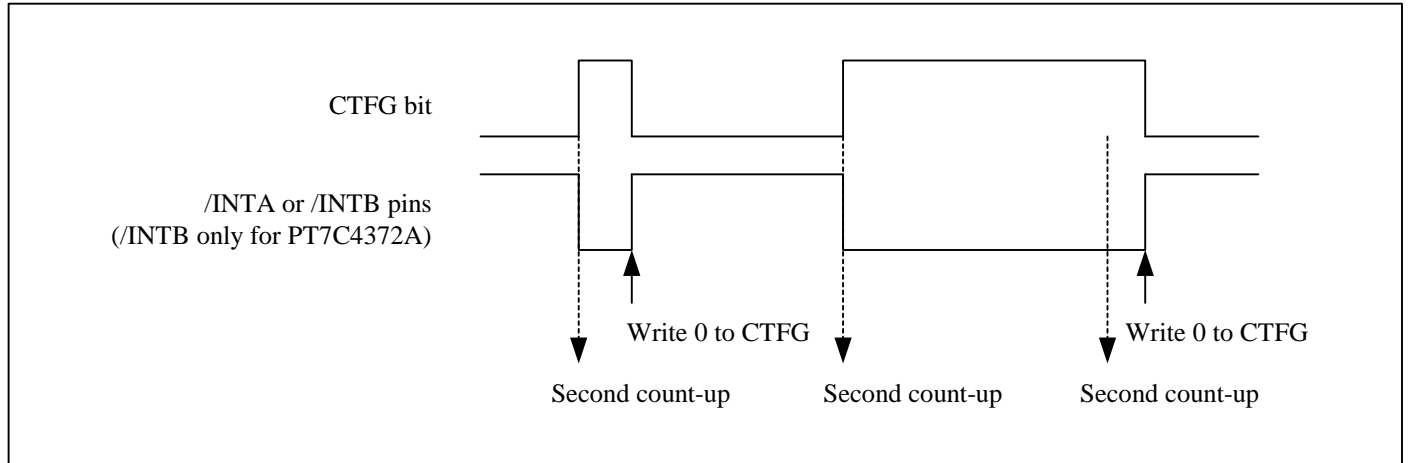 CTFG bit
/INTA or /INTB pins
(/INTB only for PT7C4372A)
Write 0 to CTFG
Write 0 to CTFG
Second count-up
Second count-up
Second count-up